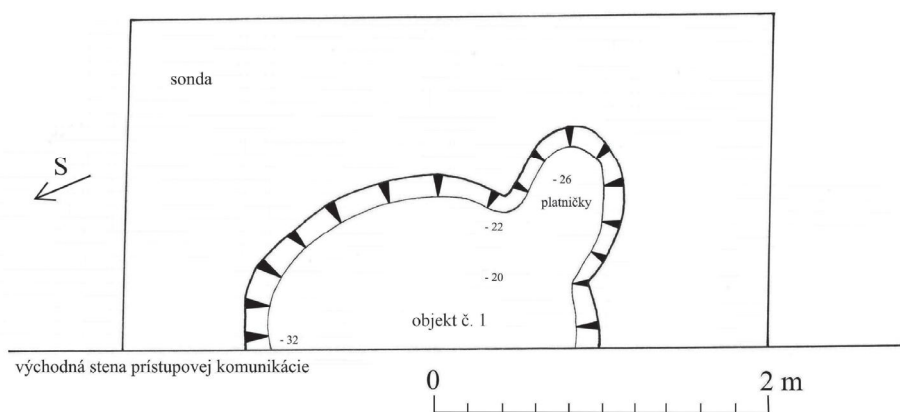 sonda
S
- 26
platničky
- 22
- 20
objekt č. 1
- 32
východná stena prístupovej komunikácie
0
2 m